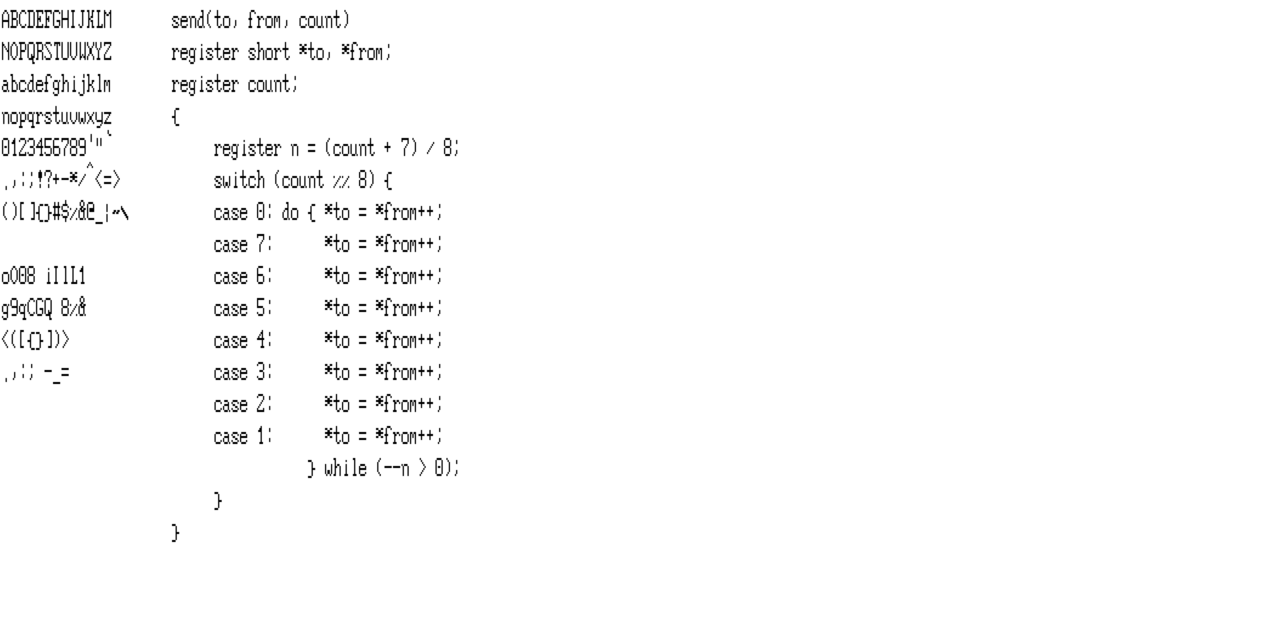 ABCDEFGHIJKLM send(to, from, count)
NOPQRSTUVWXYZ register short *to, *from;
abcdefghijklm register count;
nopqrstuvwxyz {
0123456789'"` register n = (count + 7) / 8;
.,:;!?+-*/^<=> switch (count %% 8) {
()[]{}#$%&@_|~\ case 0: do { *to = *from++;
case 7: *to = *from++;
o0O8 iIlL1 case 6: *to = *from++;
g9qCGQ 8%& case 5: *to = *from++;
<([{}])> case 4: *to = *from++;
.,:; -_= case 3: *to = *from++;
case 2: *to = *from++;
case 1: *to = *from++;
} while (--n > 0);
}
}